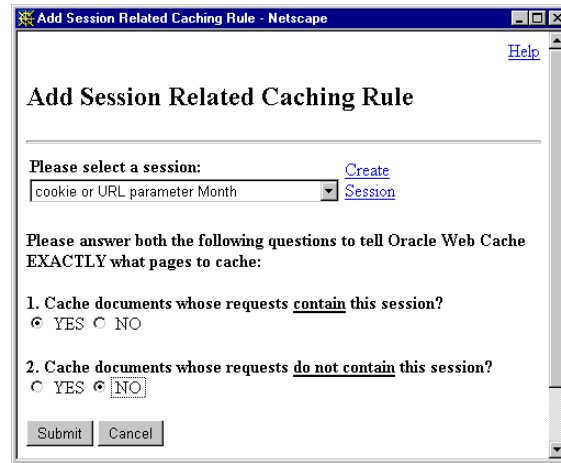 Add Session Related Caching Rule - Netscape
Help
Add Session Related Caching Rule
Please select a session:
Create
cookie or URL parameter Month
Session
Please answer both the following questions to tell Oracle Web Cache
EXACTLY what pages to cache:
1. Cache documents whose requests contain this session?
YES NO
2. Cache documents whose requests do not contain this session?
YES NO
Submit Cancel